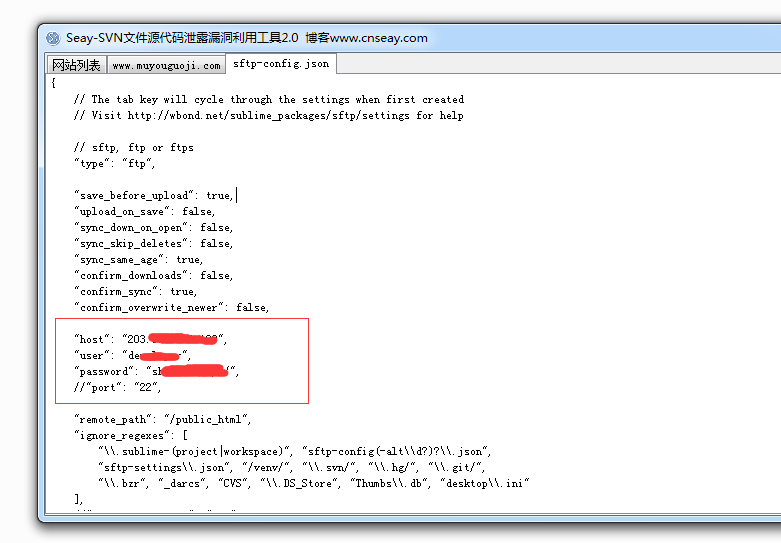 Seay-SVN文件源代码泄露漏洞利用工具2.0 博客www.cnseay.com
网站列表 www.muyouguoji.com sftp-config.json
{
// The tab key will cycle through the settings when first created
// Visit http://wbond.net/sublime_packages/sftp/settings for help
// sftp, ftp or ftps
"type": "ftp",
"save_before_upload": true,
"upload_on_save": false,
"sync_down_on_open": false,
"sync_skip_deletes": false,
"sync_same_age": true,
"confirm_downloads": false,
"confirm_sync": true,
"confirm_overwrite_newer": false,
"host": "203.
"user": "de
"password": "s
//"port": "22",
"remote_path": "/public_html",
"ignore_regexes": [
"\\.sublime-(project|workspace)", "sftp-config(-alt\\d?)?\\.json",
"sftp-settings\\.json", "/venv/", "\\.svn/", "\\.hg/", "\\.git/",
"\\.bzr", "_darcs", "CVS", "\\.DS_Store", "Thumbs\\.db", "desktop\\.ini"
],